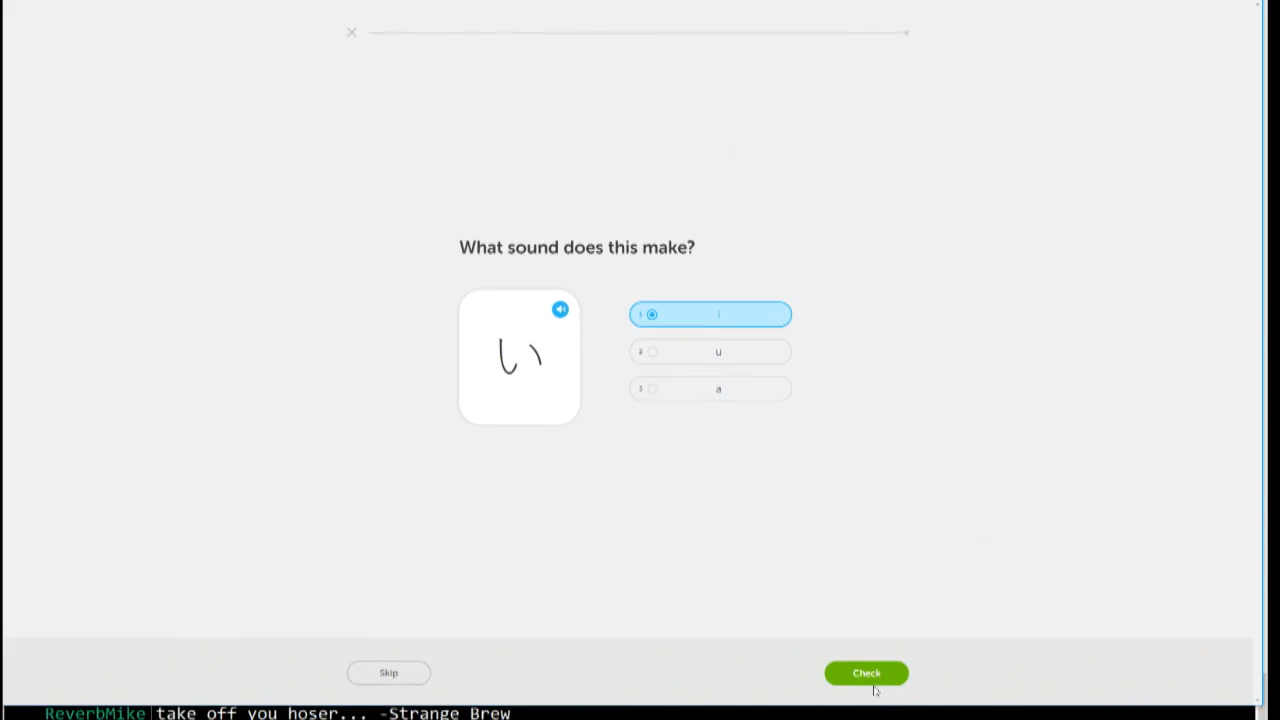 What sound does this make?
い
1 i
2 u
3 a
Skip
Check
ReverbMike take off you hoser... -Strange Brew